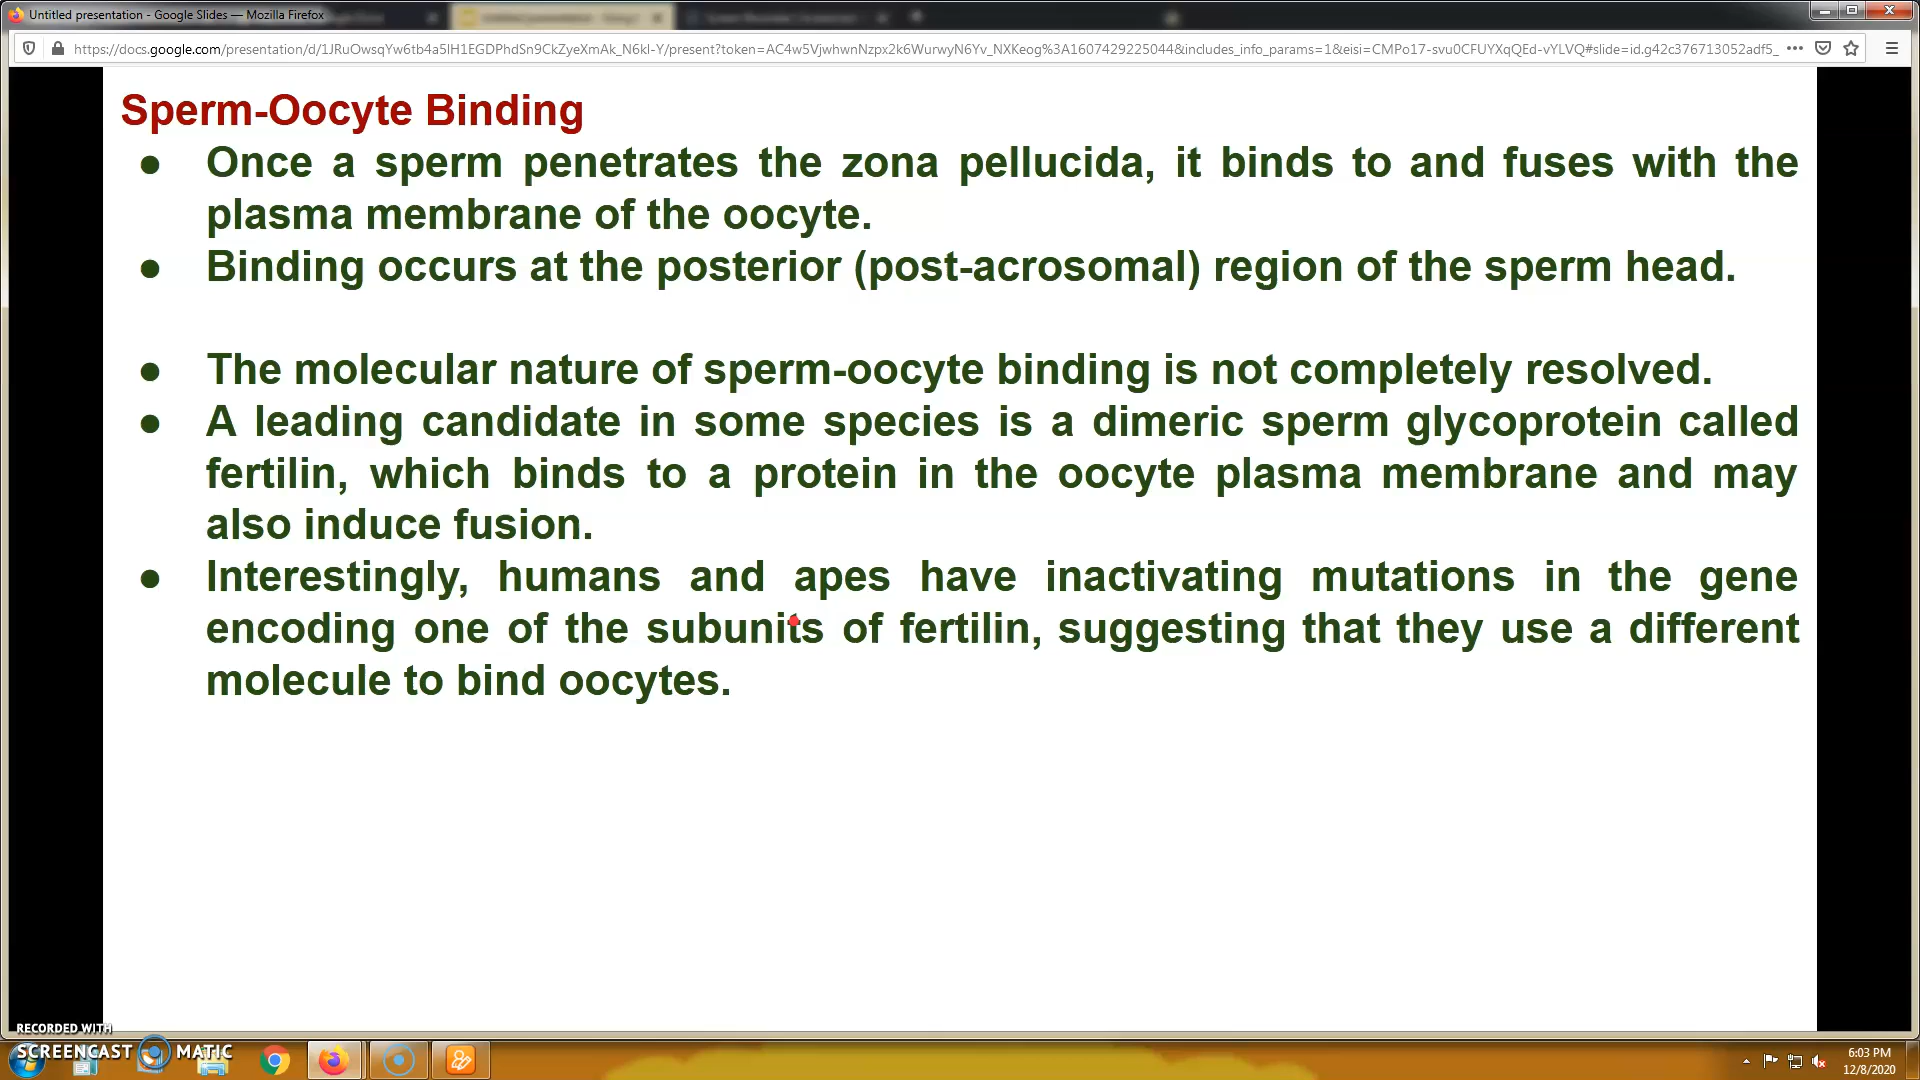 Untitled presentation - Google Slides — Mozilla Firefox
https://docs.google.com/presentation/d/1JRuOwsqYw6tb4a5lH1EGDPhdSn9CkZyeXmAk_N6kI-Y/present?token=AC4w5VjwhwnNzpx2k6WurwyN6Yv_NXKeog%3A1607429225044&includes_info_params=1&eisi=CMPo17-svu0CFUYXqQEd-vYLVQ#slide=id.g42c376713052adf5_
Sperm-Oocyte Binding
● Once a sperm penetrates the zona pellucida, it binds to and fuses with the
plasma membrane of the oocyte.
● Binding occurs at the posterior (post-acrosomal) region of the sperm head.
● The molecular nature of sperm-oocyte binding is not completely resolved.
● A leading candidate in some species is a dimeric sperm glycoprotein called
fertilin, which binds to a protein in the oocyte plasma membrane and may
also induce fusion.
● Interestingly, humans and apes have inactivating mutations in the gene
encoding one of the subunits of fertilin, suggesting that they use a different
molecule to bind oocytes.
RECORDED WITH
SCREENCAST MATIC
6:03 PM
12/8/2020